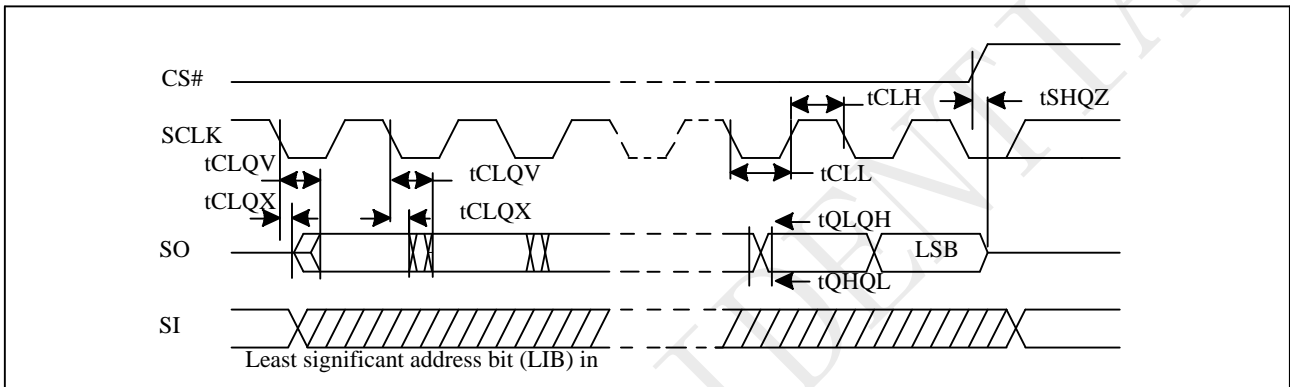 CS#
tCLH
tSHQZ
SCLK
tCLQV
tCLQV
tCLL
tCLQX
tCLQX
tQLQH
SO
LSB
tQHQL
SI
Least significant address bit (LIB) in